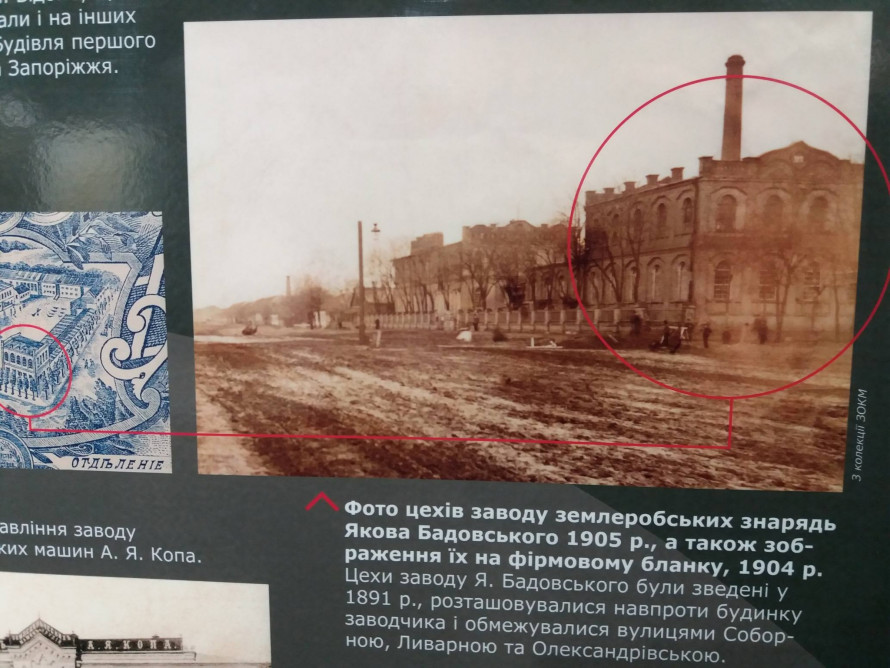 али і на інших
будівля першого
Запоріжжя.
ОТДѢЛЕНІЕ
З колекції ЗОКМ
Фото цехів заводу землеробських знарядь
Якова Бадовського 1905 р., а також зоб-
раження їх на фірмовому бланку, 1904 р.
Цехи заводу Я. Бадовського були зведені у
1891 р., розташовувалися навпроти будинку
заводчика і обмежувалися вулицями Собор-
ною, Ливарною та Олександрівською.
авління заводу
ких машин А. Я. Копа.
А.Я.КОПА.